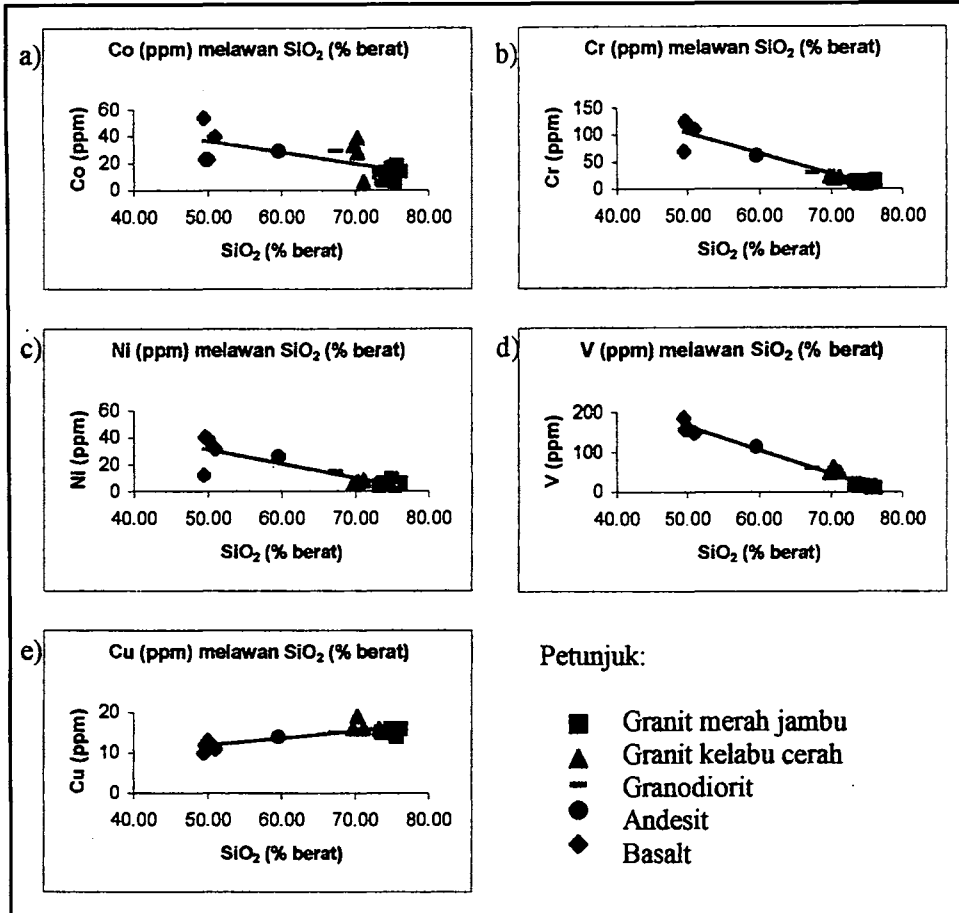 a)
Co (ppm) melawan SiO₂ (% berat)
Co (ppm)
60
40
20
0
40.00 50.00 60.00 70.00 80.00
SiO₂ (% berat)
b)
Cr (ppm) melawan SiO₂ (% berat)
Cr (ppm)
150
100
50
0
40.00 50.00 60.00 70.00 80.00
SiO₂ (% berat)
c)
Ni (ppm) melawan SiO₂ (% berat)
Ni (ppm)
60
40
20
0
40.00 50.00 60.00 70.00 80.00
SiO₂ (% berat)
d)
V (ppm) melawan SiO₂ (% berat)
V (ppm)
200
100
0
40.00 50.00 60.00 70.00 80.00
SiO₂ (% berat)
e)
Cu (ppm) melawan SiO₂ (% berat)
Cu (ppm)
20
10
0
40.00 50.00 60.00 70.00 80.00
SiO₂ (% berat)
Petunjuk:
Granit merah jambu
Granit kelabu cerah
Granodiorit
Andesit
Basalt